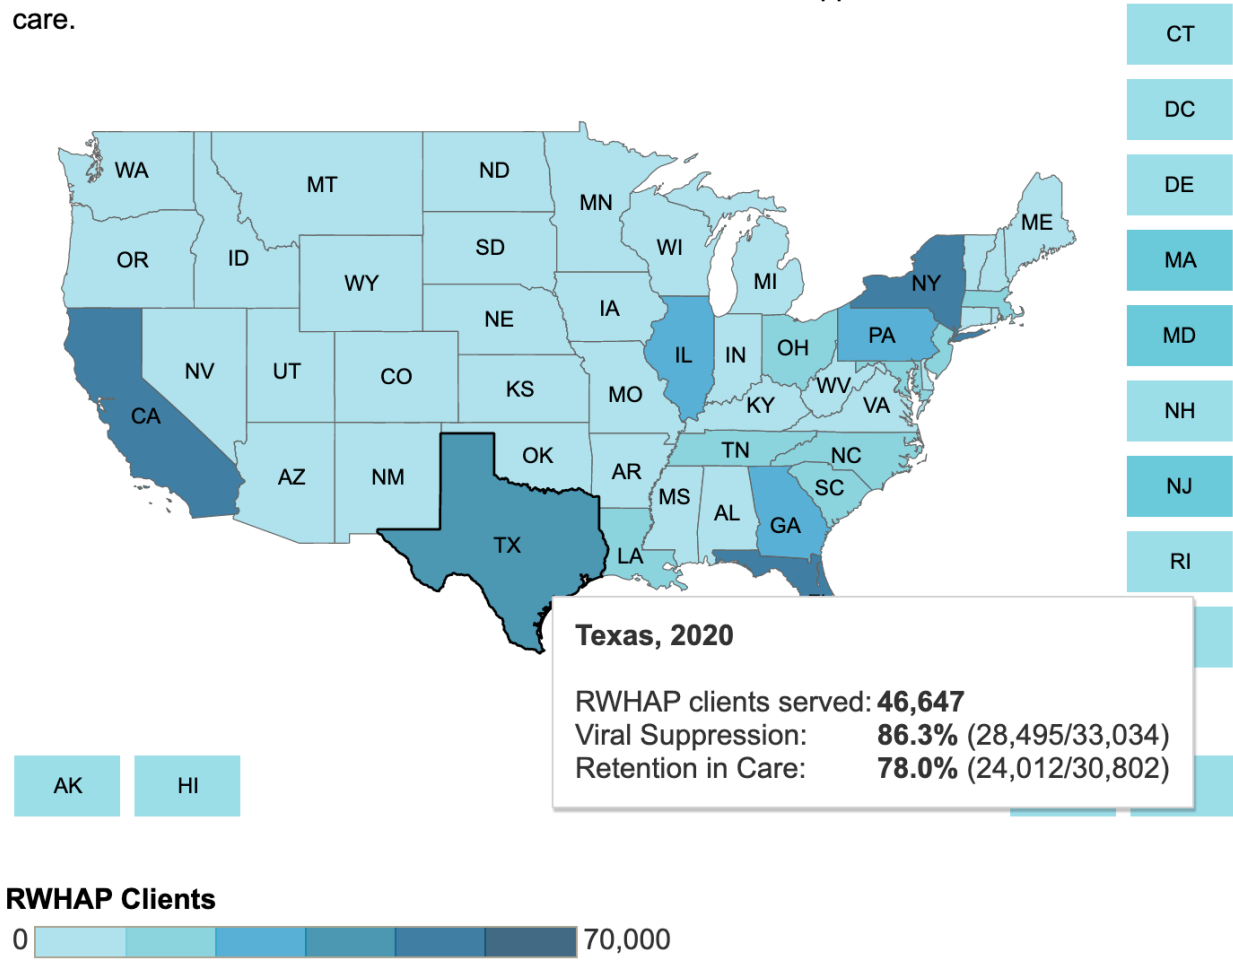 care.
CT
DC
WA
MT
ND
MN
DE
ME
OR
ID
SD
WI
MA
WY
MI
NY
NE
IA
MD
NV
UT
CO
KS
MO
IL
IN
OH
PA
WV
VA
KY
NH
CA
AZ
NM
OK
AR
TN
NC
MS
AL
SC
GA
NJ
TX
LA
RI
Texas, 2020
RWHAP clients served: 46,647
Viral Suppression: 86.3% (28,495/33,034)
Retention in Care: 78.0% (24,012/30,802)
AK
HI
RWHAP Clients
0
70,000